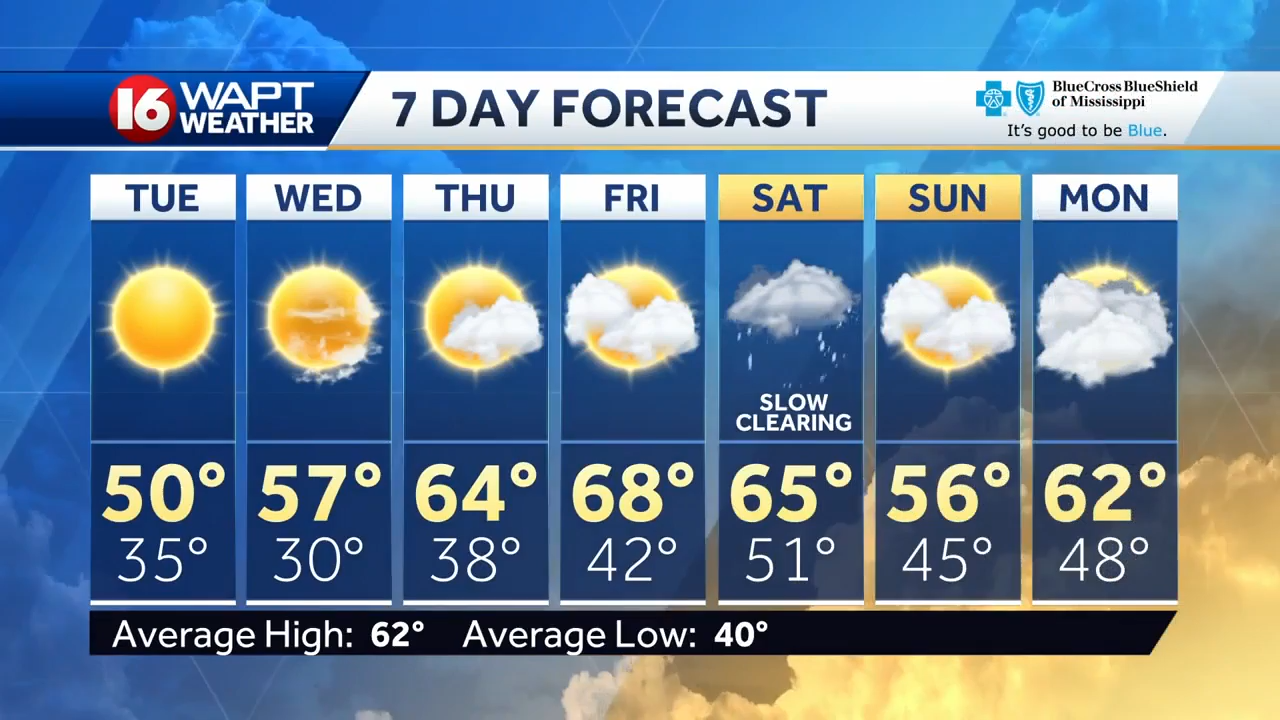 16 WAPT WEATHER
7 DAY FORECAST
BlueCross BlueShield
of Mississippi
It's good to be Blue.
TUE WED THU FRI SAT SUN MON
SLOW
CLEARING
50° 57° 64° 68° 65° 56° 62°
35° 30° 38° 42° 51° 45° 48°
Average High: 62° Average Low: 40°